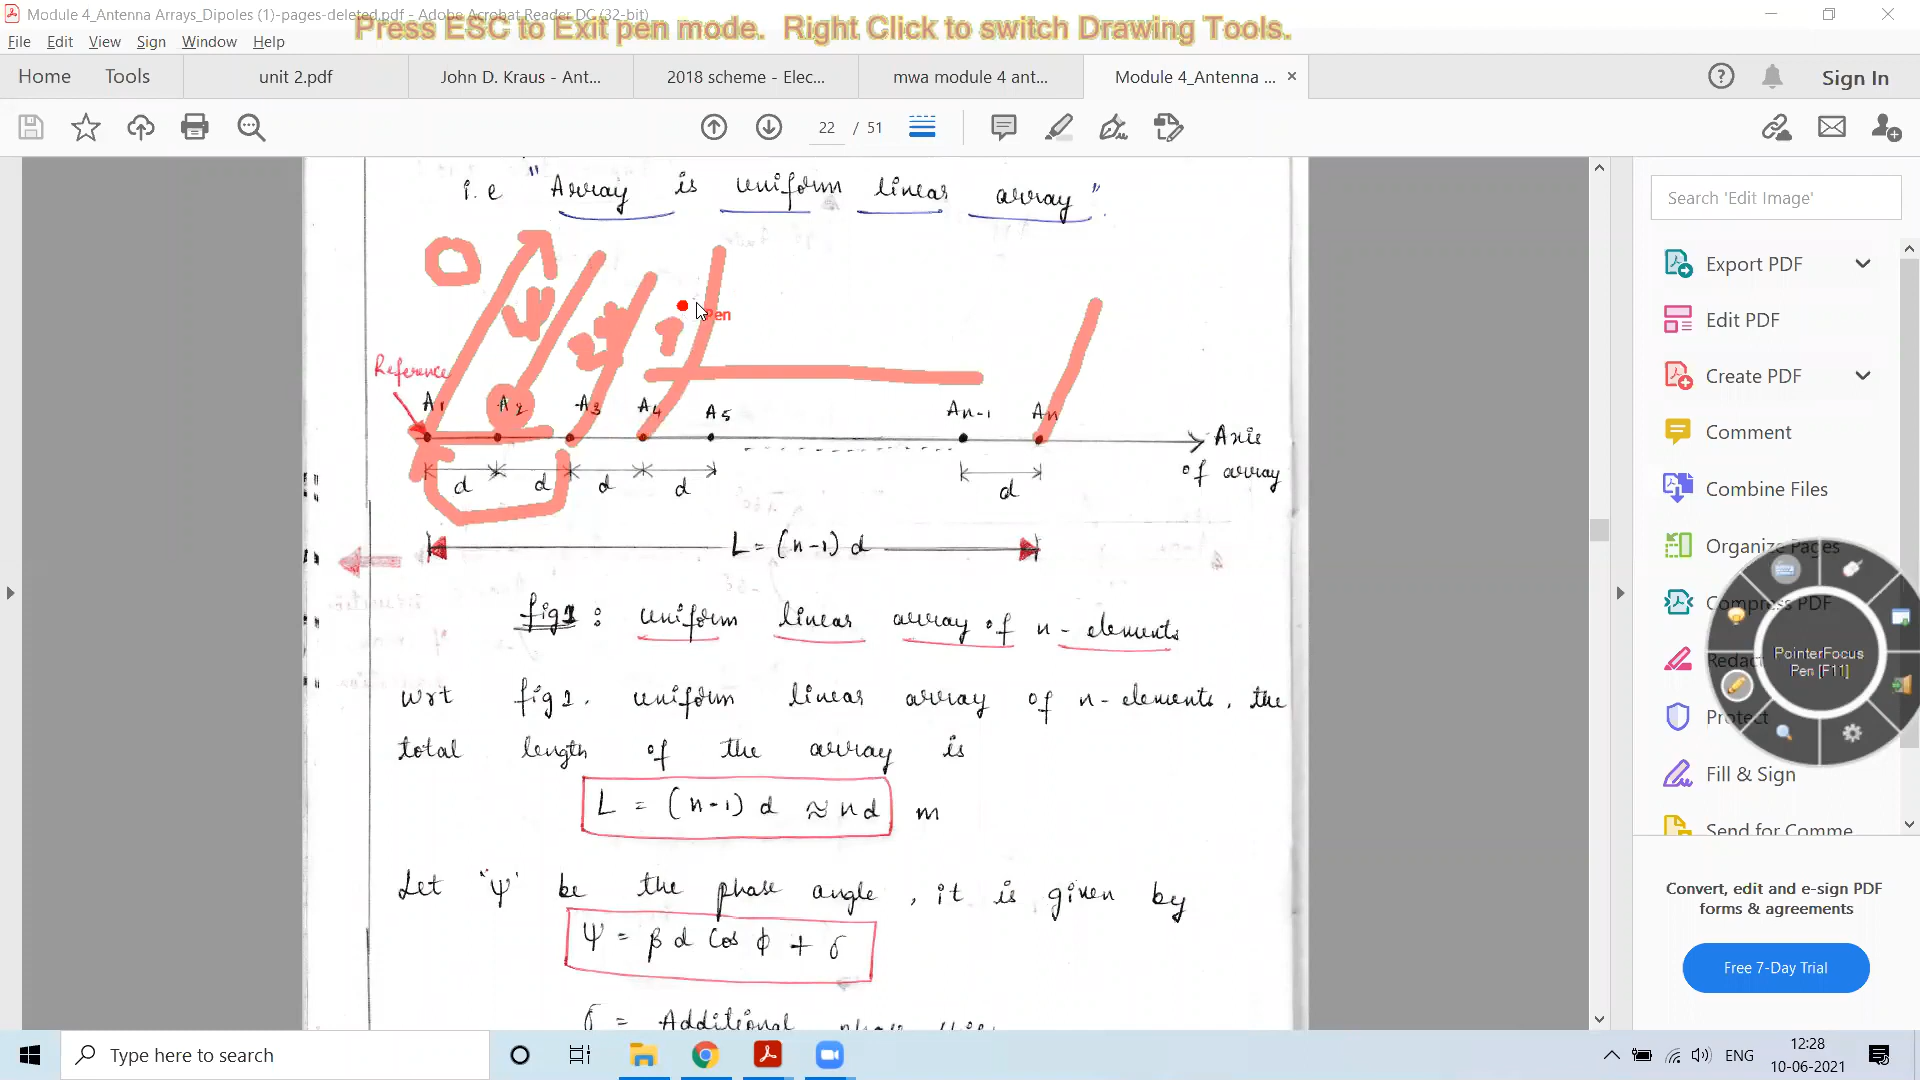 Module 4_Antenna Arrays_Dipoles (1)-pages-deleted.pdf - Adobe Acrobat Reader DC (32-bit)
Press ESC to Exit pen mode. Right Click to switch Drawing Tools.
File Edit View Sign Window Help
Home Tools unit 2.pdf John D. Kraus - Ant... 2018 scheme - Elec... mwa module 4 ant... Module 4_Antenna ... × Sign In
22 / 51
i.e "Array is uniform linear array".
Search 'Edit Image'
Export PDF
Edit PDF
Create PDF
Comment
Combine Files
Organize Pages
Compress PDF
Redact
Protect
Fill & Sign
Send for Comme
PointerFocus
Pen [F11]
Convert, edit and e-sign PDF
forms & agreements
Free 7-Day Trial
0 ψ 2ψ
Pen
Reference
A1 A2 A3 A4 A5 An-1 An
Axis
of array
d d d d d
L = (n-1) d
fig1 : uniform linear array of n-elements
wrt fig1. uniform linear array of n-elements, the
total length of the array is
L = (n-1) d ≈ nd m
Let "ψ" be the phase angle, it is given by
ψ = β d cos ϕ + δ
δ = Additional
Type here to search
ENG
12:28
10-06-2021